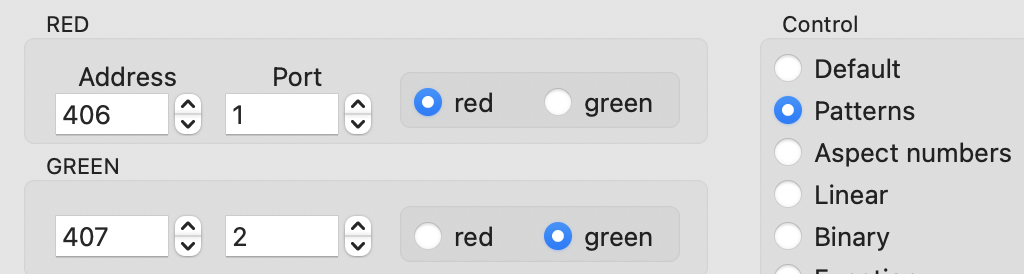 RED
Address Port
406 1 red green
GREEN
407 2 red green
Control
Default
Patterns
Aspect numbers
Linear
Binary